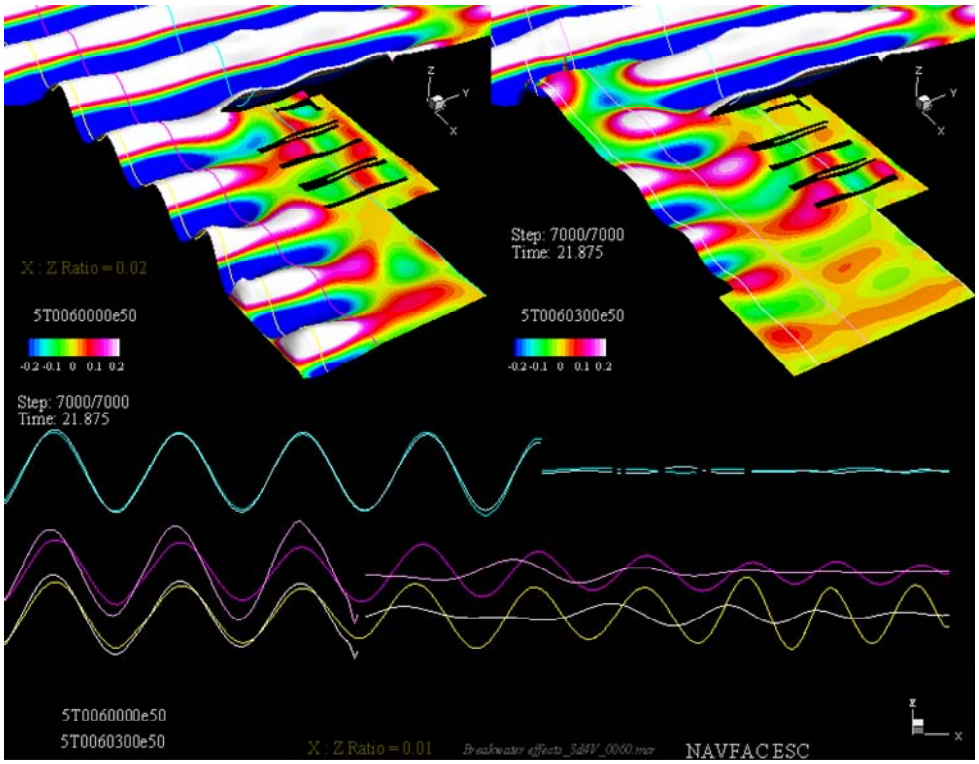 Z
Y
X
Z
Y
X
Step: 7000/7000
Time: 21.875
X : Z Ratio = 0.02
5T0060000e50
5T0060300e50
-0.2 -0.1 0 0.1 0.2
-0.2 -0.1 0 0.1 0.2
Step: 7000/7000
Time: 21.875
5T0060000e50
5T0060300e50
X : Z Ratio = 0.01
Breakwater effects_3d4V_0060.mcr
NAVFAC ESC
Z
X